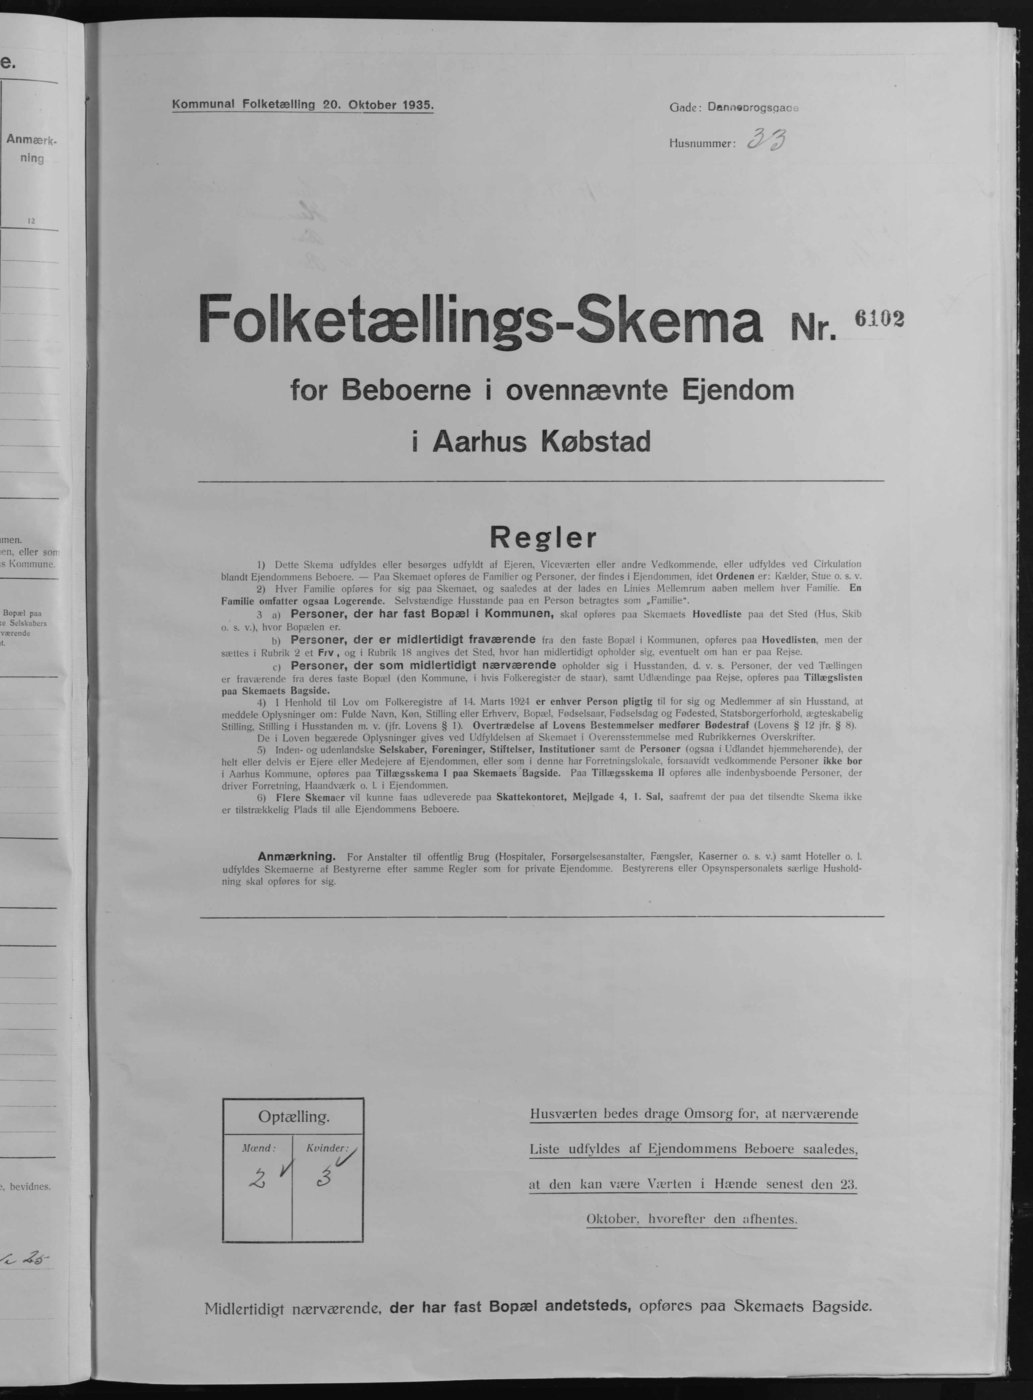 e.
Anmærk-
ning
12
men.
en, eller som
s Kommune.
Bopæl paa
te Selskabers
værende
t.
e, bevidnes.
25
Kommunal Folketælling 20. Oktober 1935.
Gade: Dannebrogsgade
Husnummer: 33
Folketællings-Skema Nr. 6102
for Beboerne i ovennævnte Ejendom
i Aarhus Købstad
Regler
1) Dette Skema udfyldes eller besørges udfyldt af Ejeren, Viceværten eller andre Vedkommende, eller udfyldes ved Cirkulation
blandt Ejendommens Beboere. — Paa Skemaet opføres de Familier og Personer, der findes i Ejendommen, idet Ordenen er: Kælder, Stue o. s. v.
2) Hver Familie opføres for sig paa Skemaet, og saaledes at der lades en Linies Mellemrum aaben mellem hver Familie. En
Familie omfatter ogsaa Logerende. Selvstændige Husstande paa en Person betragtes som „Familie“.
3 a) Personer, der har fast Bopæl i Kommunen, skal opføres paa Skemaets Hovedliste paa det Sted (Hus, Skib
o. s. v.), hvor Bopælen er.
b) Personer, der er midlertidigt fraværende fra den faste Bopæl i Kommunen, opføres paa Hovedlisten, men der
sættes i Rubrik 2 et Frv., og i Rubrik 18 angives det Sted, hvor han midlertidigt opholder sig, eventuelt om han er paa Rejse.
c) Personer, der som midlertidigt nærværende opholder sig i Husstanden, d. v. s. Personer, der ved Tællingen
er fraværende fra deres faste Bopæl (den Kommune, i hvis Folkeregister de staar), samt Udlændinge paa Rejse, opføres paa Tillægslisten
paa Skemaets Bagside.
4) I Henhold til Lov om Folkeregistre af 14. Marts 1924 er enhver Person pligtig til for sig og Medlemmer af sin Husstand, at
meddele Oplysninger om: Fulde Navn, Køn, Stilling eller Erhverv, Bopæl, Fødselsaar, Fødselsdag og Fødested, Statsborgerforhold, ægteskabelig
Stilling, Stilling i Husstanden m. v. (jfr. Lovens § 1). Overtrædelse af Lovens Bestemmelser medfører Bødestraf (Lovens § 12 jfr. § 8).
De i Loven begærede Oplysninger gives ved Udfyldelsen af Skemaet i Overensstemmelse med Rubrikkernes Overskrifter.
5) Inden- og udenlandske Selskaber, Foreninger, Stiftelser, Institutioner samt de Personer (ogsaa i Udlandet hjemmehørende), der
helt eller delvis er Ejere eller Medejere af Ejendommen, eller som i denne har Forretningslokale, forsaavidt vedkommende Personer ikke bor
i Aarhus Kommune, opføres paa Tillægsskema I paa Skemaets Bagside. Paa Tillægsskema II opføres alle indenbysboende Personer, der
driver Forretning, Haandværk o. l. i Ejendommen.
6) Flere Skemaer vil kunne faas udleverede paa Skattekontoret, Mejlgade 4, 1. Sal, saafremt der paa det tilsendte Skema ikke
er tilstrækkelig Plads til alle Ejendommens Beboere.
Anmærkning. For Anstalter til offentlig Brug (Hospitaler, Forsørgelsesanstalter, Fængsler, Kaserner o. s. v.) samt Hoteller o. l.
udfyldes Skemaerne af Bestyrerne efter samme Regler som for private Ejendomme. Bestyrerens eller Opsynspersonalets særlige Hushold-
ning skal opføres for sig.
Optælling.
Mænd: Kvinder:
2 3
Husværten bedes drage Omsorg for, at nærværende
Liste udfyldes af Ejendommens Beboere saaledes,
at den kan være Værten i Hænde senest den 23.
Oktober, hvorefter den afhentes.
Midlertidigt nærværende, der har fast Bopæl andetsteds, opføres paa Skemaets Bagside.